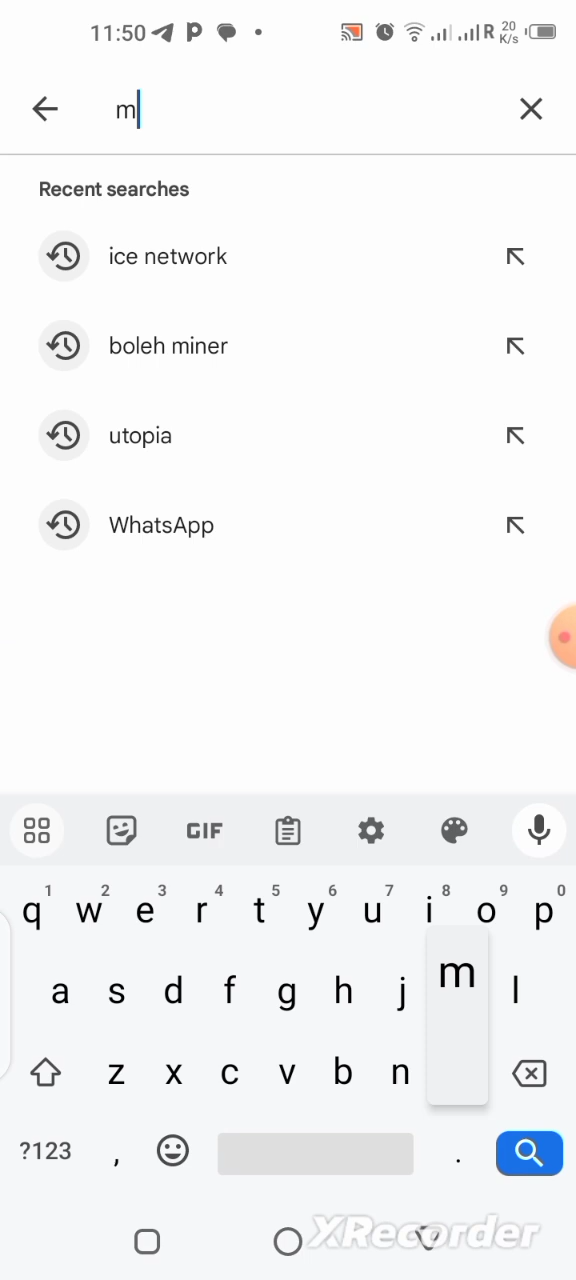 11:50
R 20 K/s
m
Recent searches
ice network
boleh miner
utopia
WhatsApp
GIF
q 1 w 2 e 3 r 4 t 5 y 6 u 7 i 8 o 9 p 0
a s d f g h j m l
z x c v b n
?123 , .
XRecorder